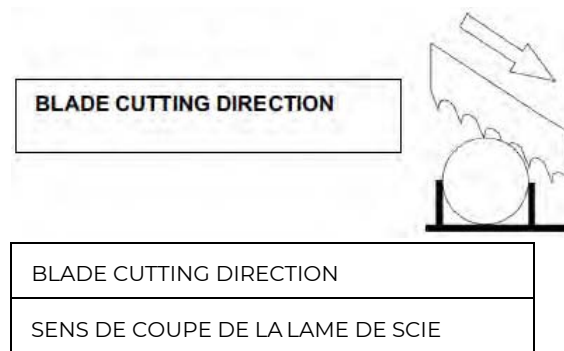 BLADE CUTTING DIRECTION
BLADE CUTTING DIRECTION
SENS DE COUPE DE LA LAME DE SCIE